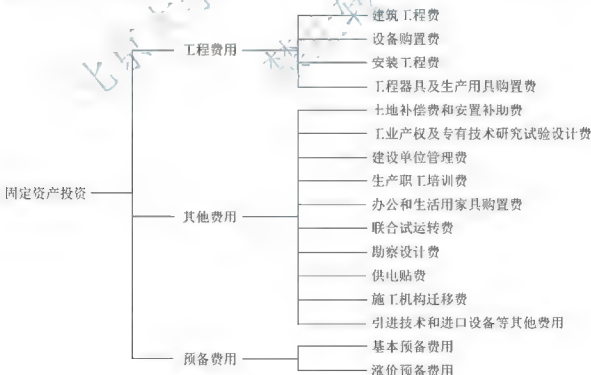 固定资产投资
工程费用
建筑工程费
设备购置费
安装工程费
工程器具及生产用具购置费
其他费用
土地补偿费和安置补助费
工业产权及专有技术研究试验设计费
建设单位管理费
生产职工培训费
办公和生活用家具购置费
联合试运转费
勘察设计费
供电贴费
施工机构迁移费
引进技术和进口设备等其他费用
预备费用
基本预备费用
涨价预备费用